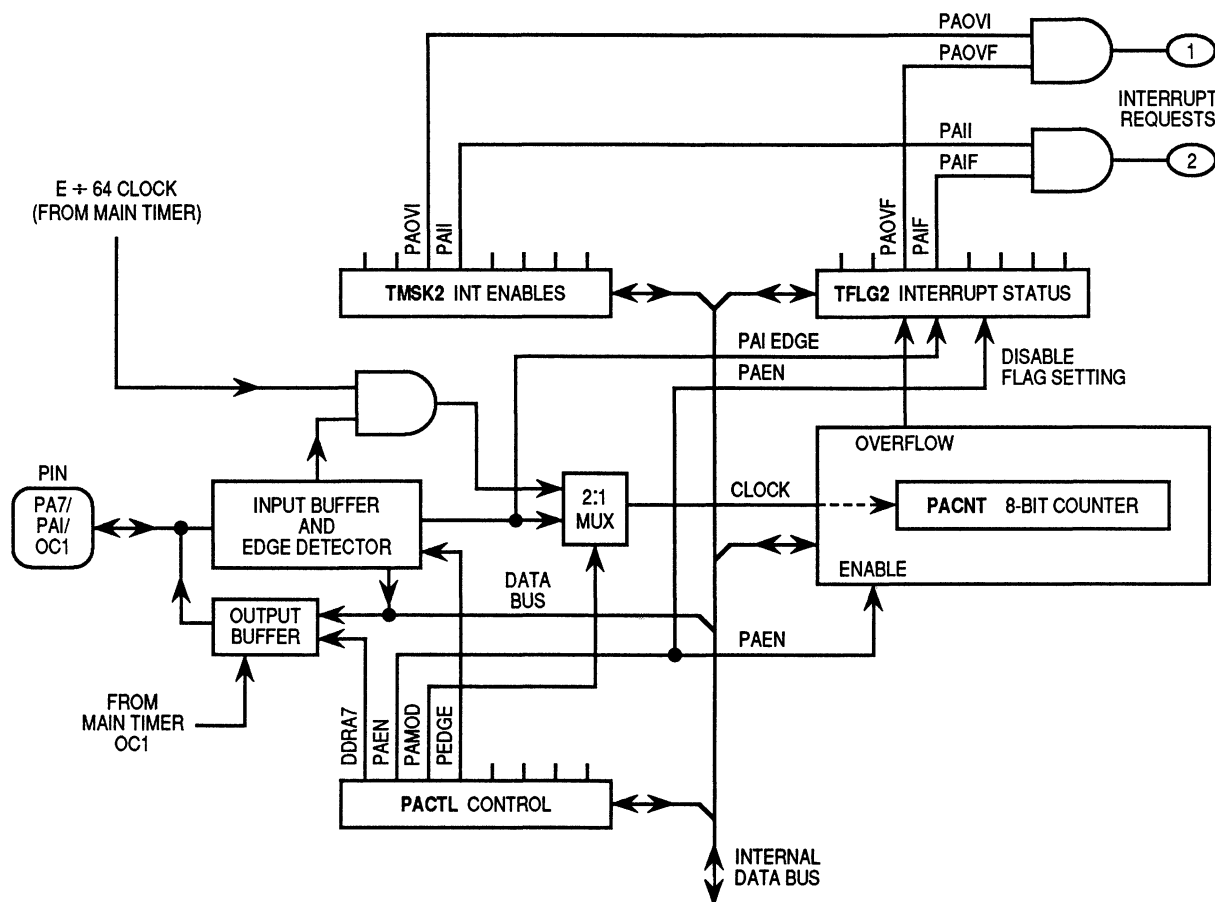 PAOVI
PAOVF
1
INTERRUPT
REQUESTS
PAII
PAIF
2
E ÷ 64 CLOCK
(FROM MAIN TIMER)
PAOVI
PAII
PAOVF
PAIF
TMSK2 INT ENABLES
TFLG2 INTERRUPT STATUS
PAI EDGE
PAEN
DISABLE
FLAG SETTING
OVERFLOW
PIN
PA7/
PAI/
OC1
INPUT BUFFER
AND
EDGE DETECTOR
2:1
MUX
CLOCK
PACNT 8-BIT COUNTER
ENABLE
OUTPUT
BUFFER
DATA
BUS
PAEN
FROM
MAIN TIMER
OC1
DDRA7
PAEN
PAMOD
PEDGE
PACTL CONTROL
INTERNAL
DATA BUS